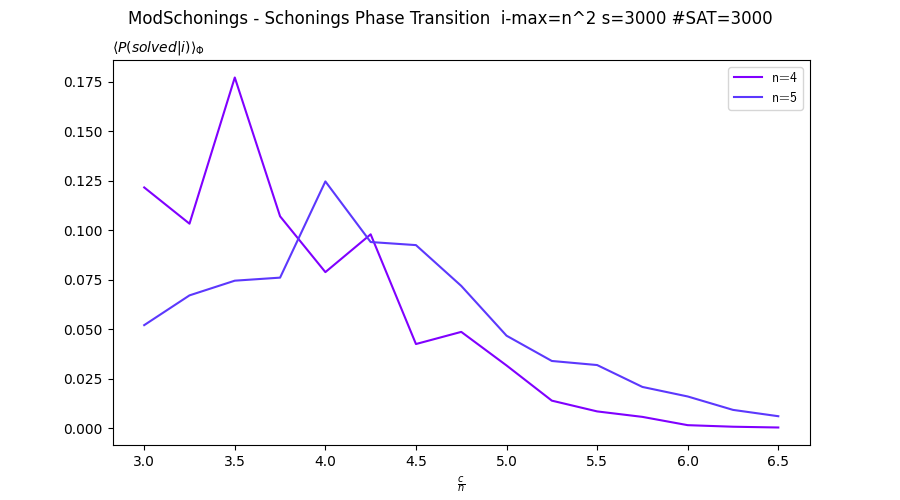 ModSchonings - Schonings Phase Transition  i-max=n^2 s=3000 #SAT=3000
⟨P(solved|i)⟩Φ
n=4
n=5
0.175
0.150
0.125
0.100
0.075
0.050
0.025
0.000
3.0 3.5 4.0 4.5 5.0 5.5 6.0 6.5
c/n